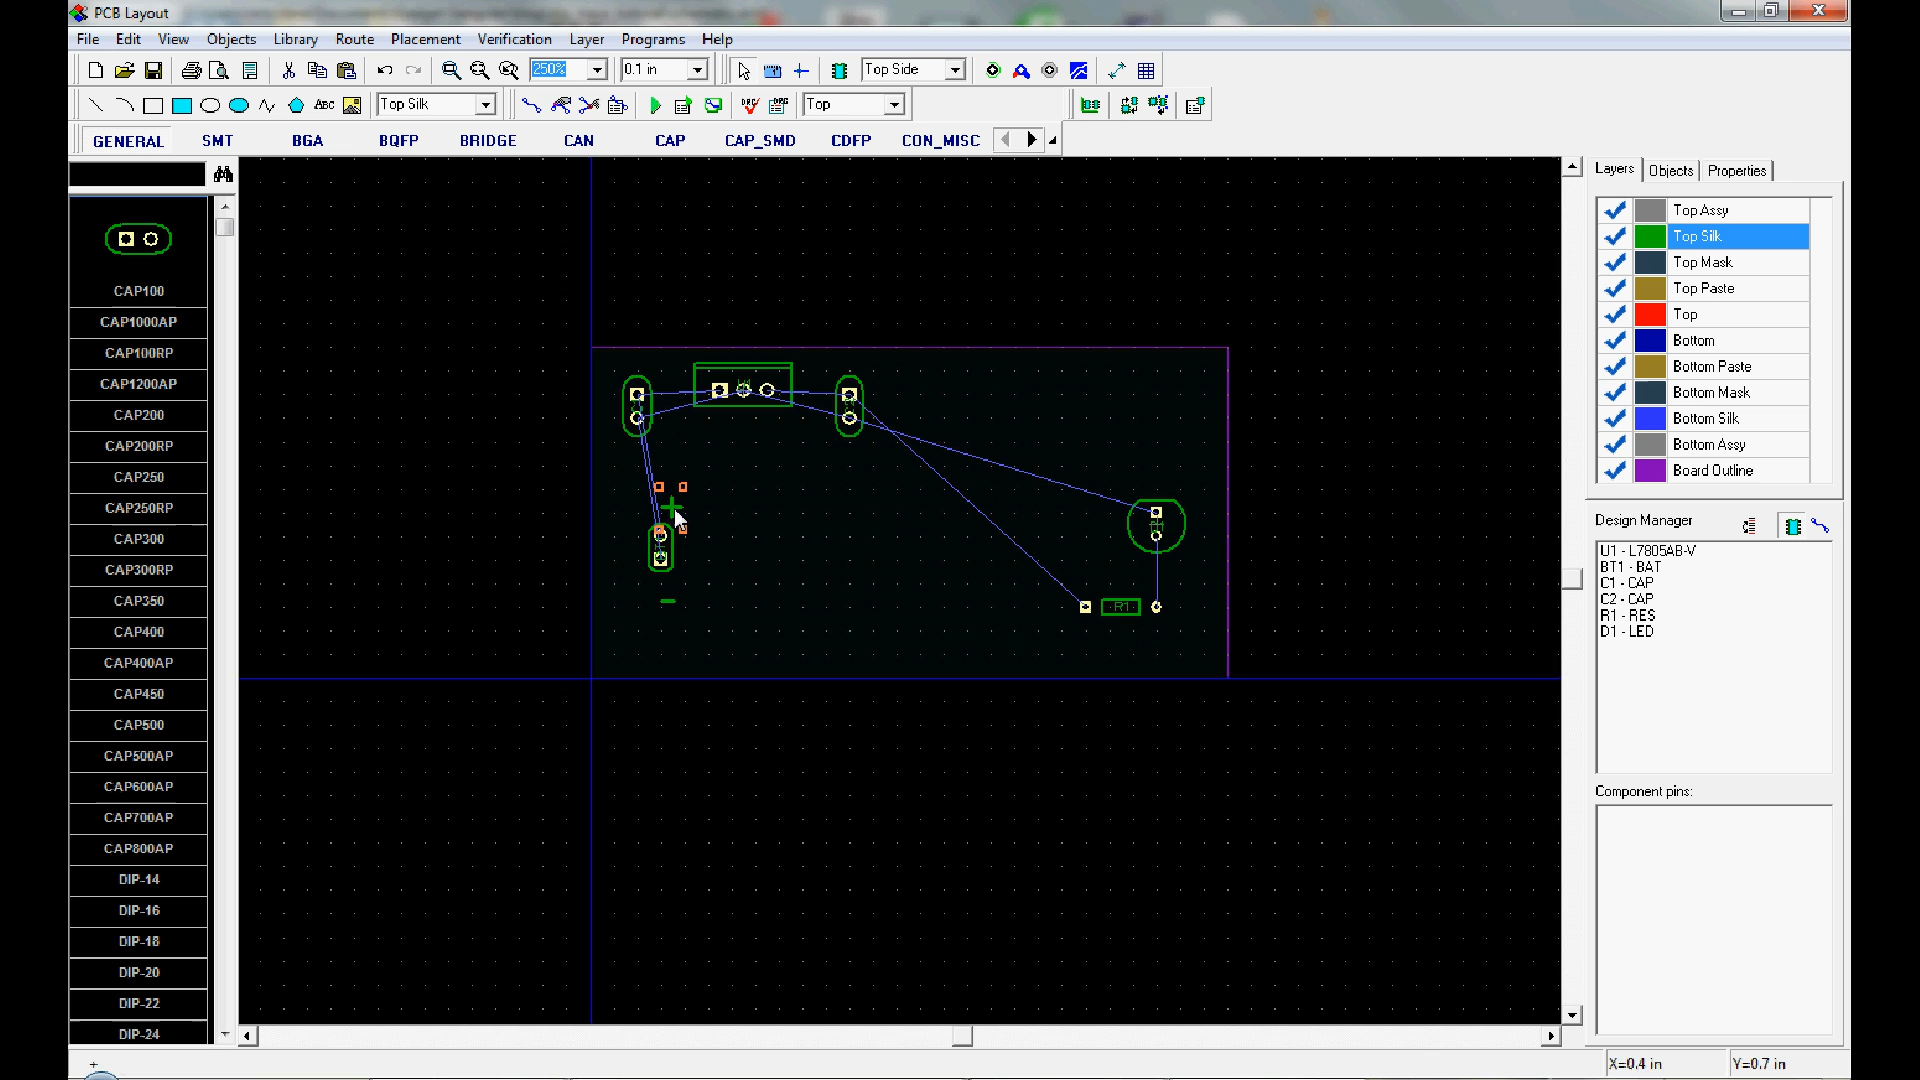 PCB Layout
File Edit View Objects Library Route Placement Verification Layer Programs Help
250% 0.1 in Top Side
ABC Top Silk DRC DRC Top
GENERAL SMT BGA BQFP BRIDGE CAN CAP CAP_SMD CDFP CON_MISC
CAP100
CAP1000AP
CAP100RP
CAP1200AP
CAP200
CAP200RP
CAP250
CAP250RP
CAP300
CAP300RP
CAP350
CAP400
CAP400AP
CAP450
CAP500
CAP500AP
CAP600AP
CAP700AP
CAP800AP
DIP-14
DIP-16
DIP-18
DIP-20
DIP-22
DIP-24
R1
Layers Objects Properties
Top Assy
Top Silk
Top Mask
Top Paste
Top
Bottom
Bottom Paste
Bottom Mask
Bottom Silk
Bottom Assy
Board Outline
Design Manager
U1 - L7805AB-V
BT1 - BAT
C1 - CAP
C2 - CAP
R1 - RES
D1 - LED
Component pins:
X=0.4 in Y=0.7 in